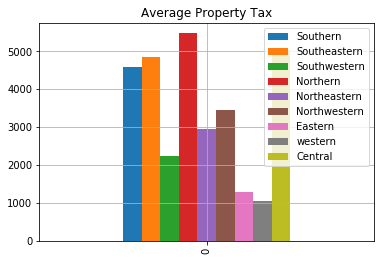 Average Property Tax
5000
4000
3000
2000
1000
0
Southern
Southeastern
Southwestern
Northern
Northeastern
Northwestern
Eastern
western
Central
0